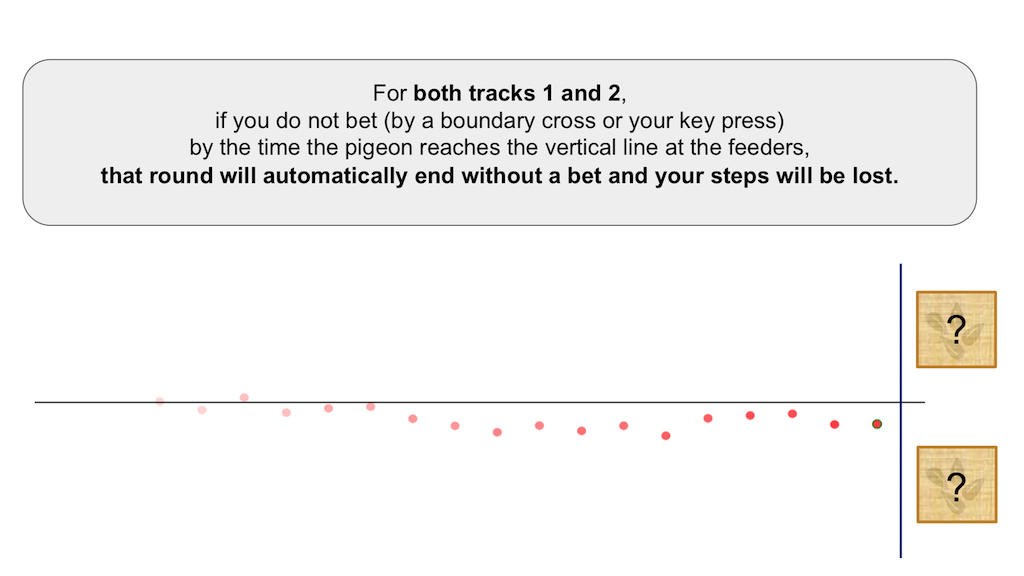 For both tracks 1 and 2,
if you do not bet (by a boundary cross or your key press)
by the time the pigeon reaches the vertical line at the feeders,
that round will automatically end without a bet and your steps will be lost.
?
?